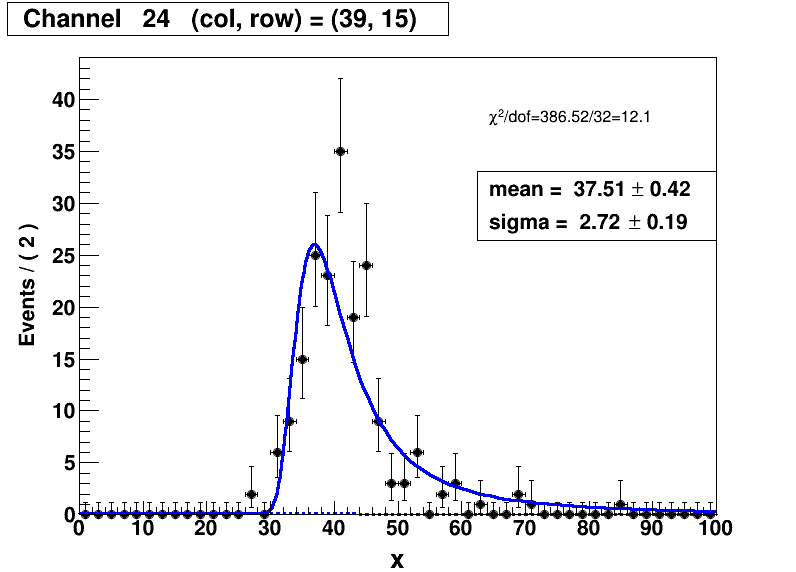 Channel 24 (col, row) = (39, 15)
χ²/dof=386.52/32=12.1
mean = 37.51 ± 0.42
sigma = 2.72 ± 0.19
Events / ( 2 )
40
35
30
25
20
15
10
5
0
0 10 20 30 40 50 60 70 80 90 100
x